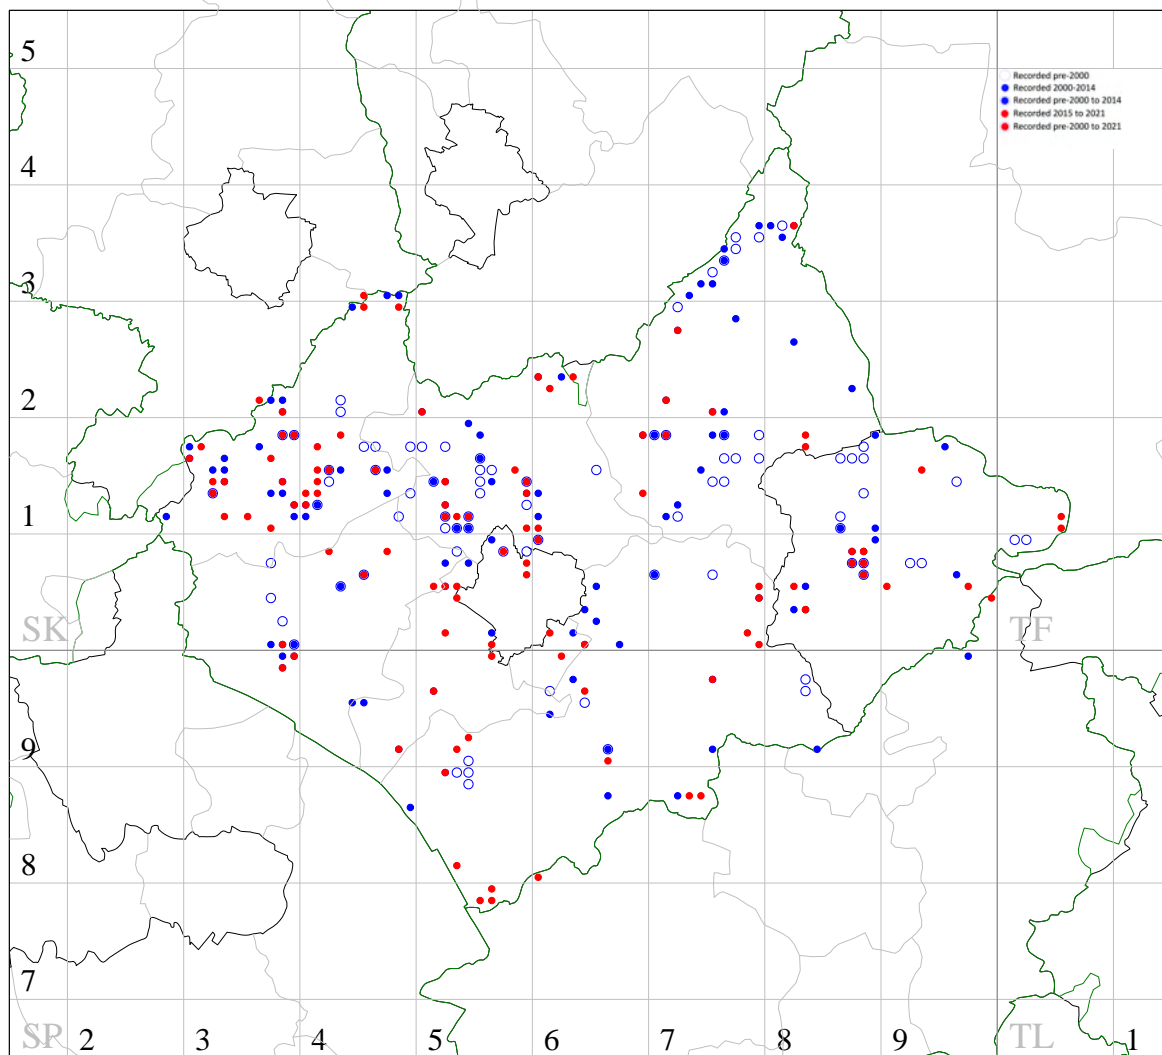 5
Recorded pre-2000
Recorded 2000-2014
Recorded pre-2000 to 2014
Recorded 2015 to 2021
Recorded pre-2000 to 2021
4
3
2
1
SK
TF
9
8
7
SP 2 3 4 5 6 7 8 9 TL 1